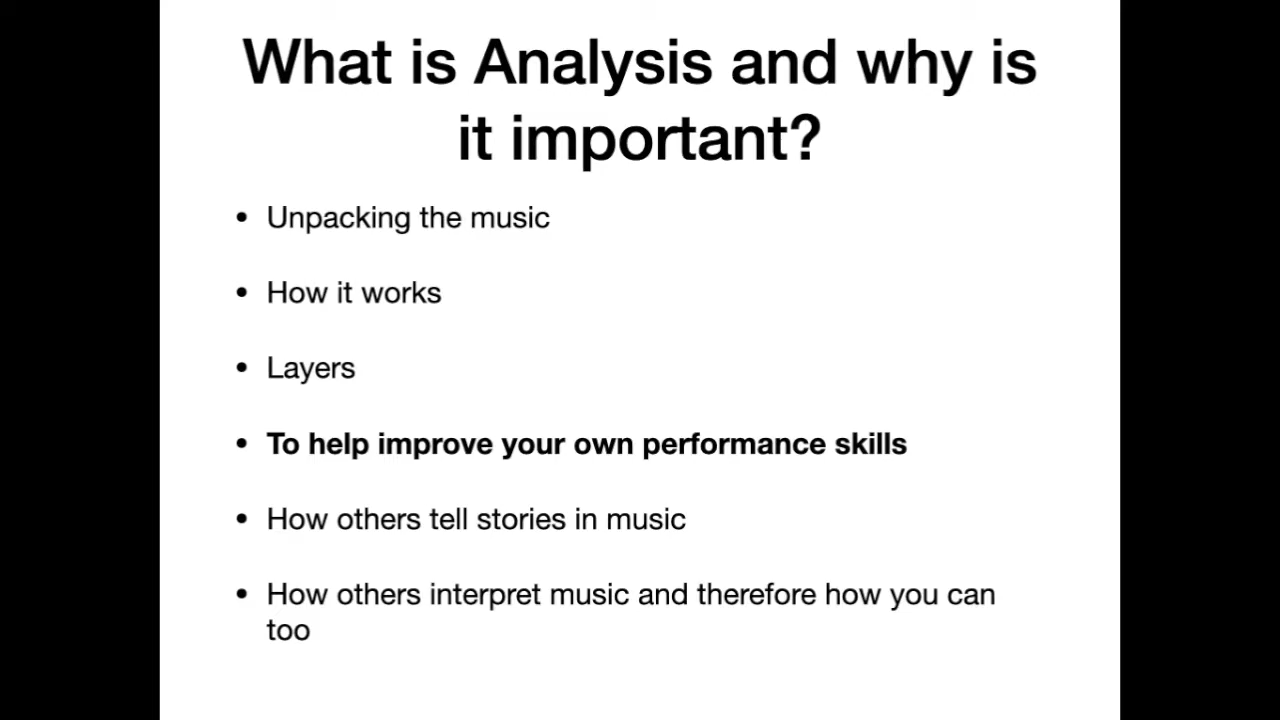 What is Analysis and why is
it important?
• Unpacking the music
• How it works
• Layers
• To help improve your own performance skills
• How others tell stories in music
• How others interpret music and therefore how you can
too